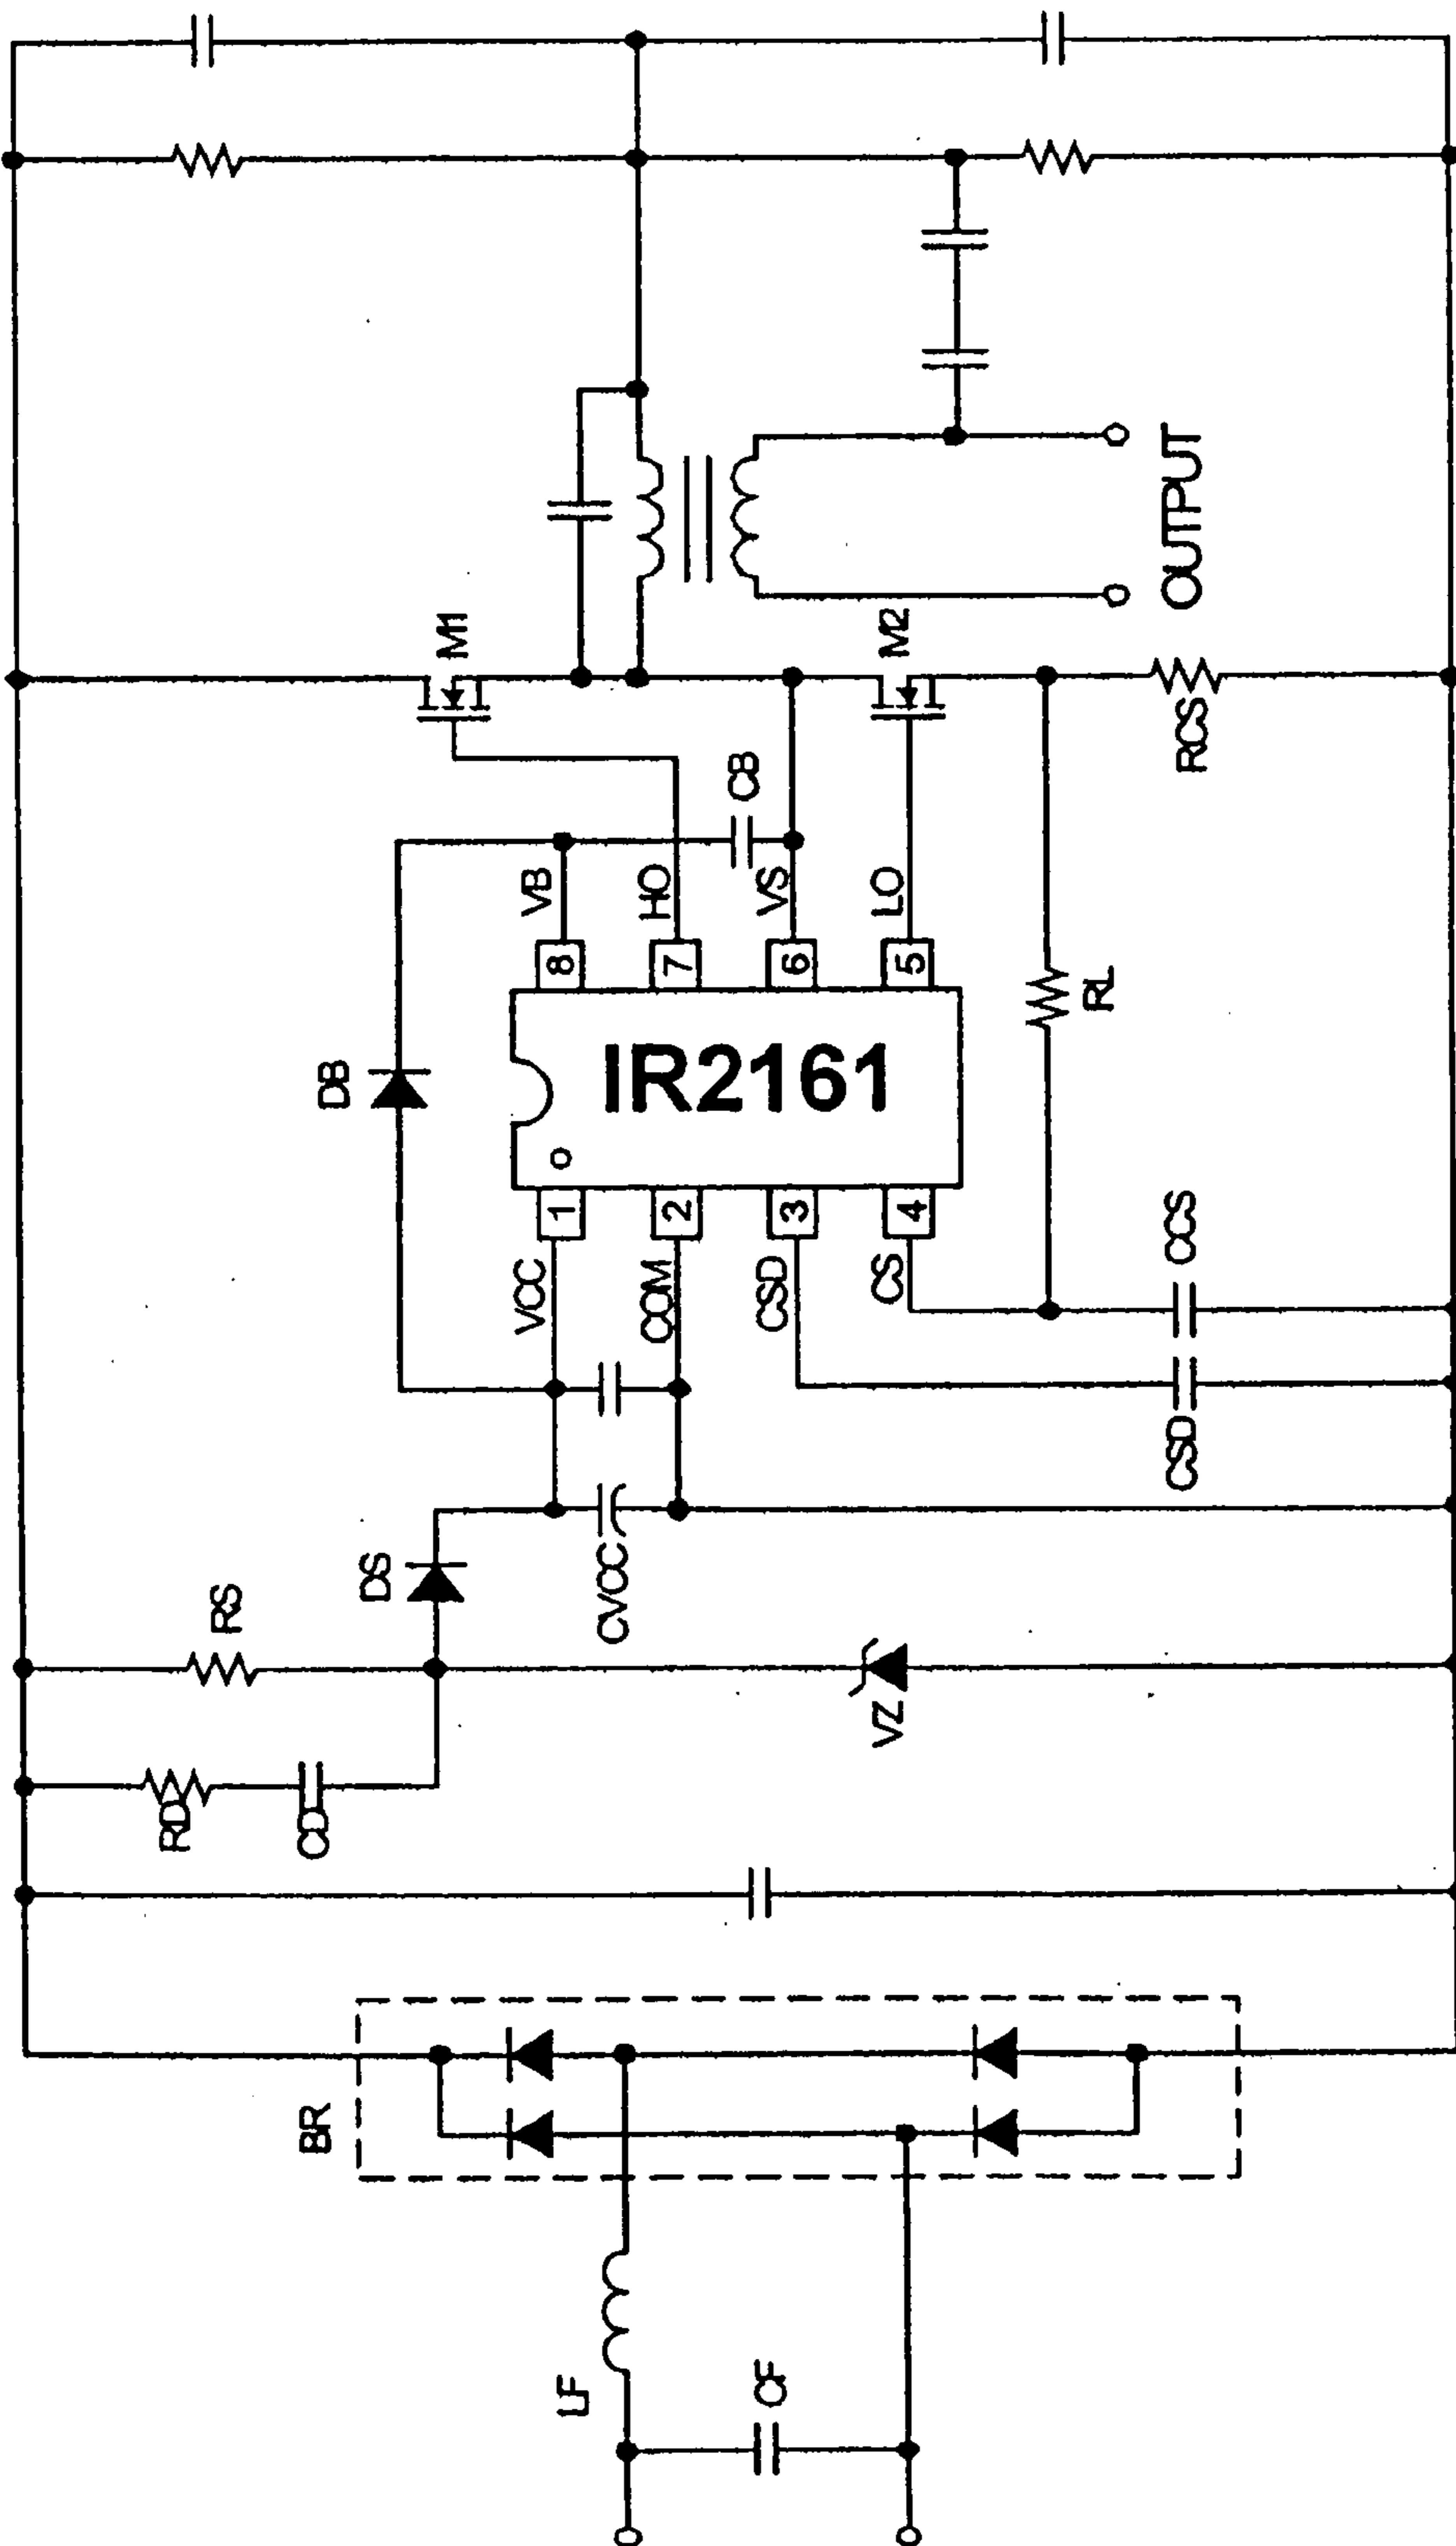 LF
CF
BR
RD
CD
RS
DS
VZ
CVCC
DB
VCC
COM
CSD
CS
1
2
3
4
IR2161
8
7
6
5
VB
HO
VS
LO
CB
CSD
CCS
RL
M1
M2
RCS
OUTPUT